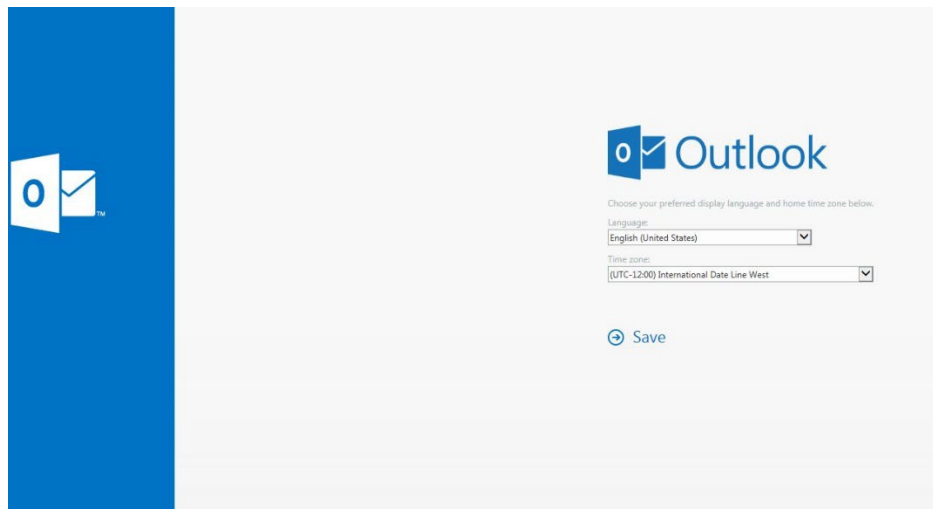 O
TM
O Outlook
Choose your preferred display language and home time zone below.
Language:
English (United States)
Time zone:
(UTC-12:00) International Date Line West
Save